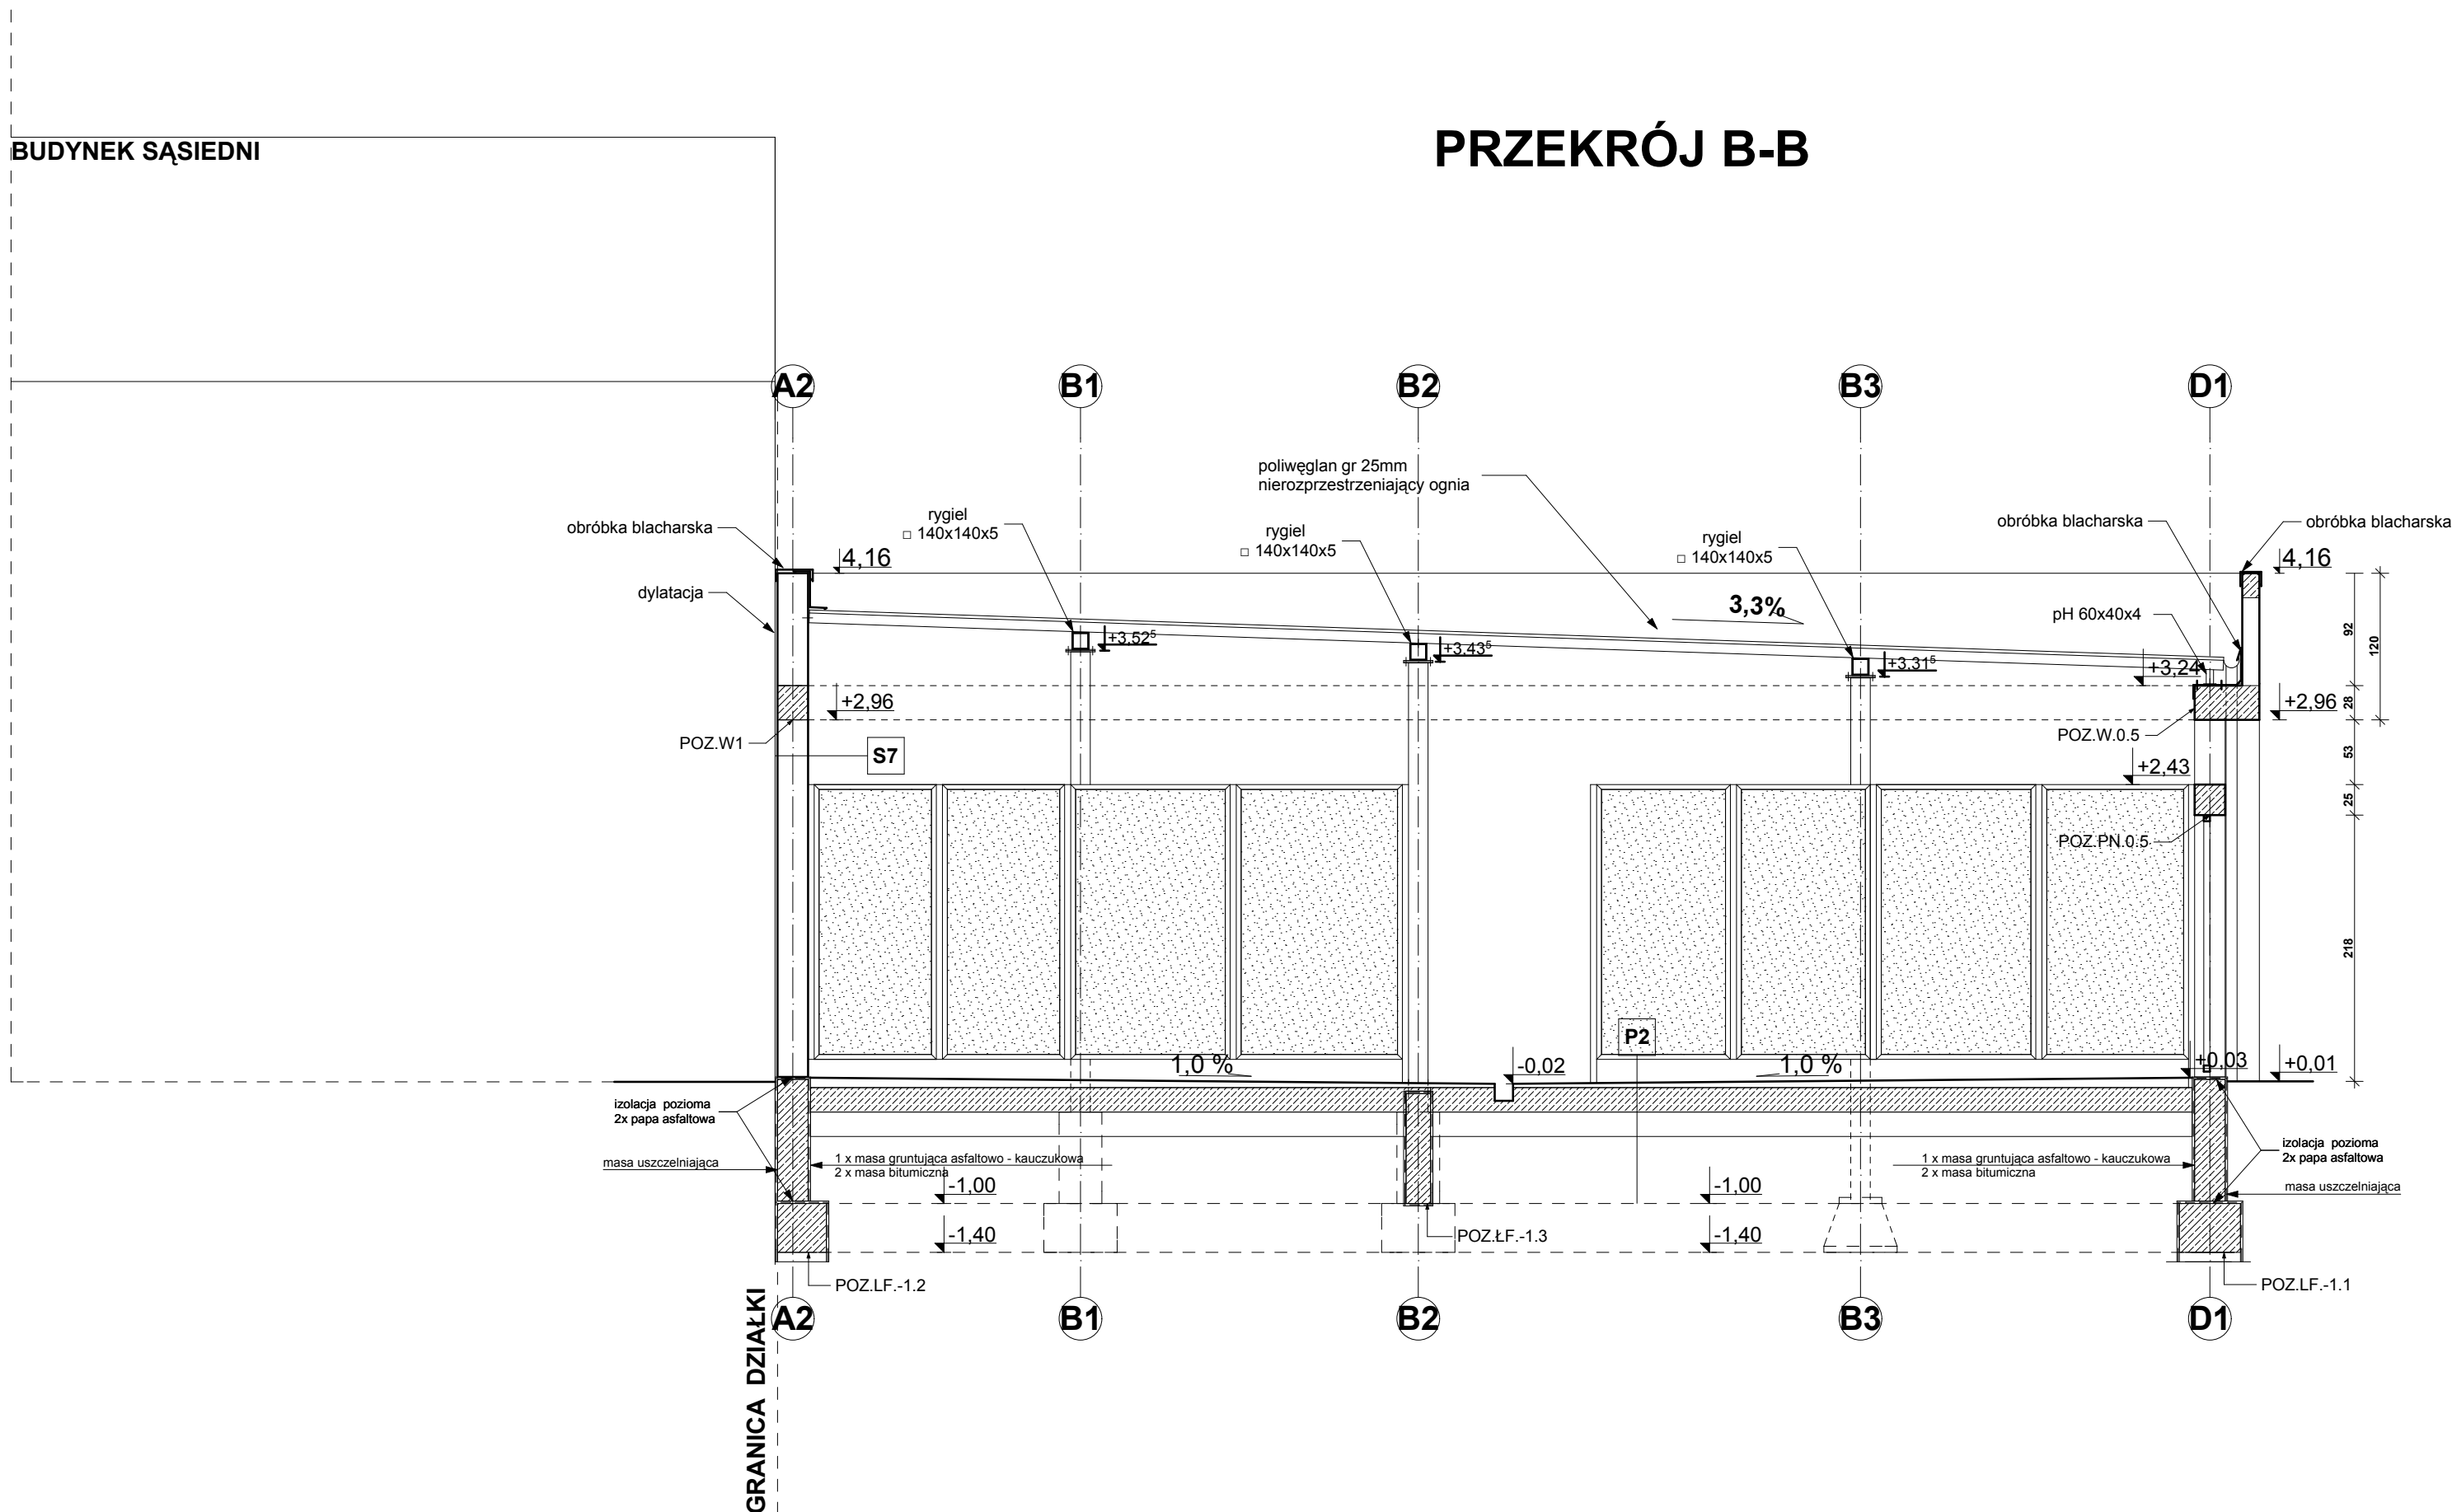 PRZEKRÓJ B-B
BUDYNEK SĄSIEDNI
A2
B1
B2
B3
D1
poliwęglan gr 25mm
nierozprzestrzeniający ognia
obróbka blacharska
rygiel
□ 140x140x5
rygiel
□ 140x140x5
rygiel
□ 140x140x5
obróbka blacharska
obróbka blacharska
4,16
4,16
dylatacja
3,3%
pH 60x40x4
+3,52⁵
+3,43⁵
+3,31⁵
+3,24
92
120
+2,96
+2,96
28
POZ.W1
S7
POZ.W.0.5
53
+2,43
25
POZ.PN.0.5
218
P2
1,0 %
-0,02
1,0 %
+0,03
+0,01
izolacja pozioma
2x papa asfaltowa
masa uszczelniająca
1 x masa gruntująca asfaltowo - kauczukowa
2 x masa bitumiczna
1 x masa gruntująca asfaltowo - kauczukowa
2 x masa bitumiczna
izolacja pozioma
2x papa asfaltowa
masa uszczelniająca
-1,00
-1,00
-1,40
-1,40
POZ.ŁF.-1.3
POZ.LF.-1.2
POZ.LF.-1.1
A2
B1
B2
B3
D1
GRANICA DZIAŁKI